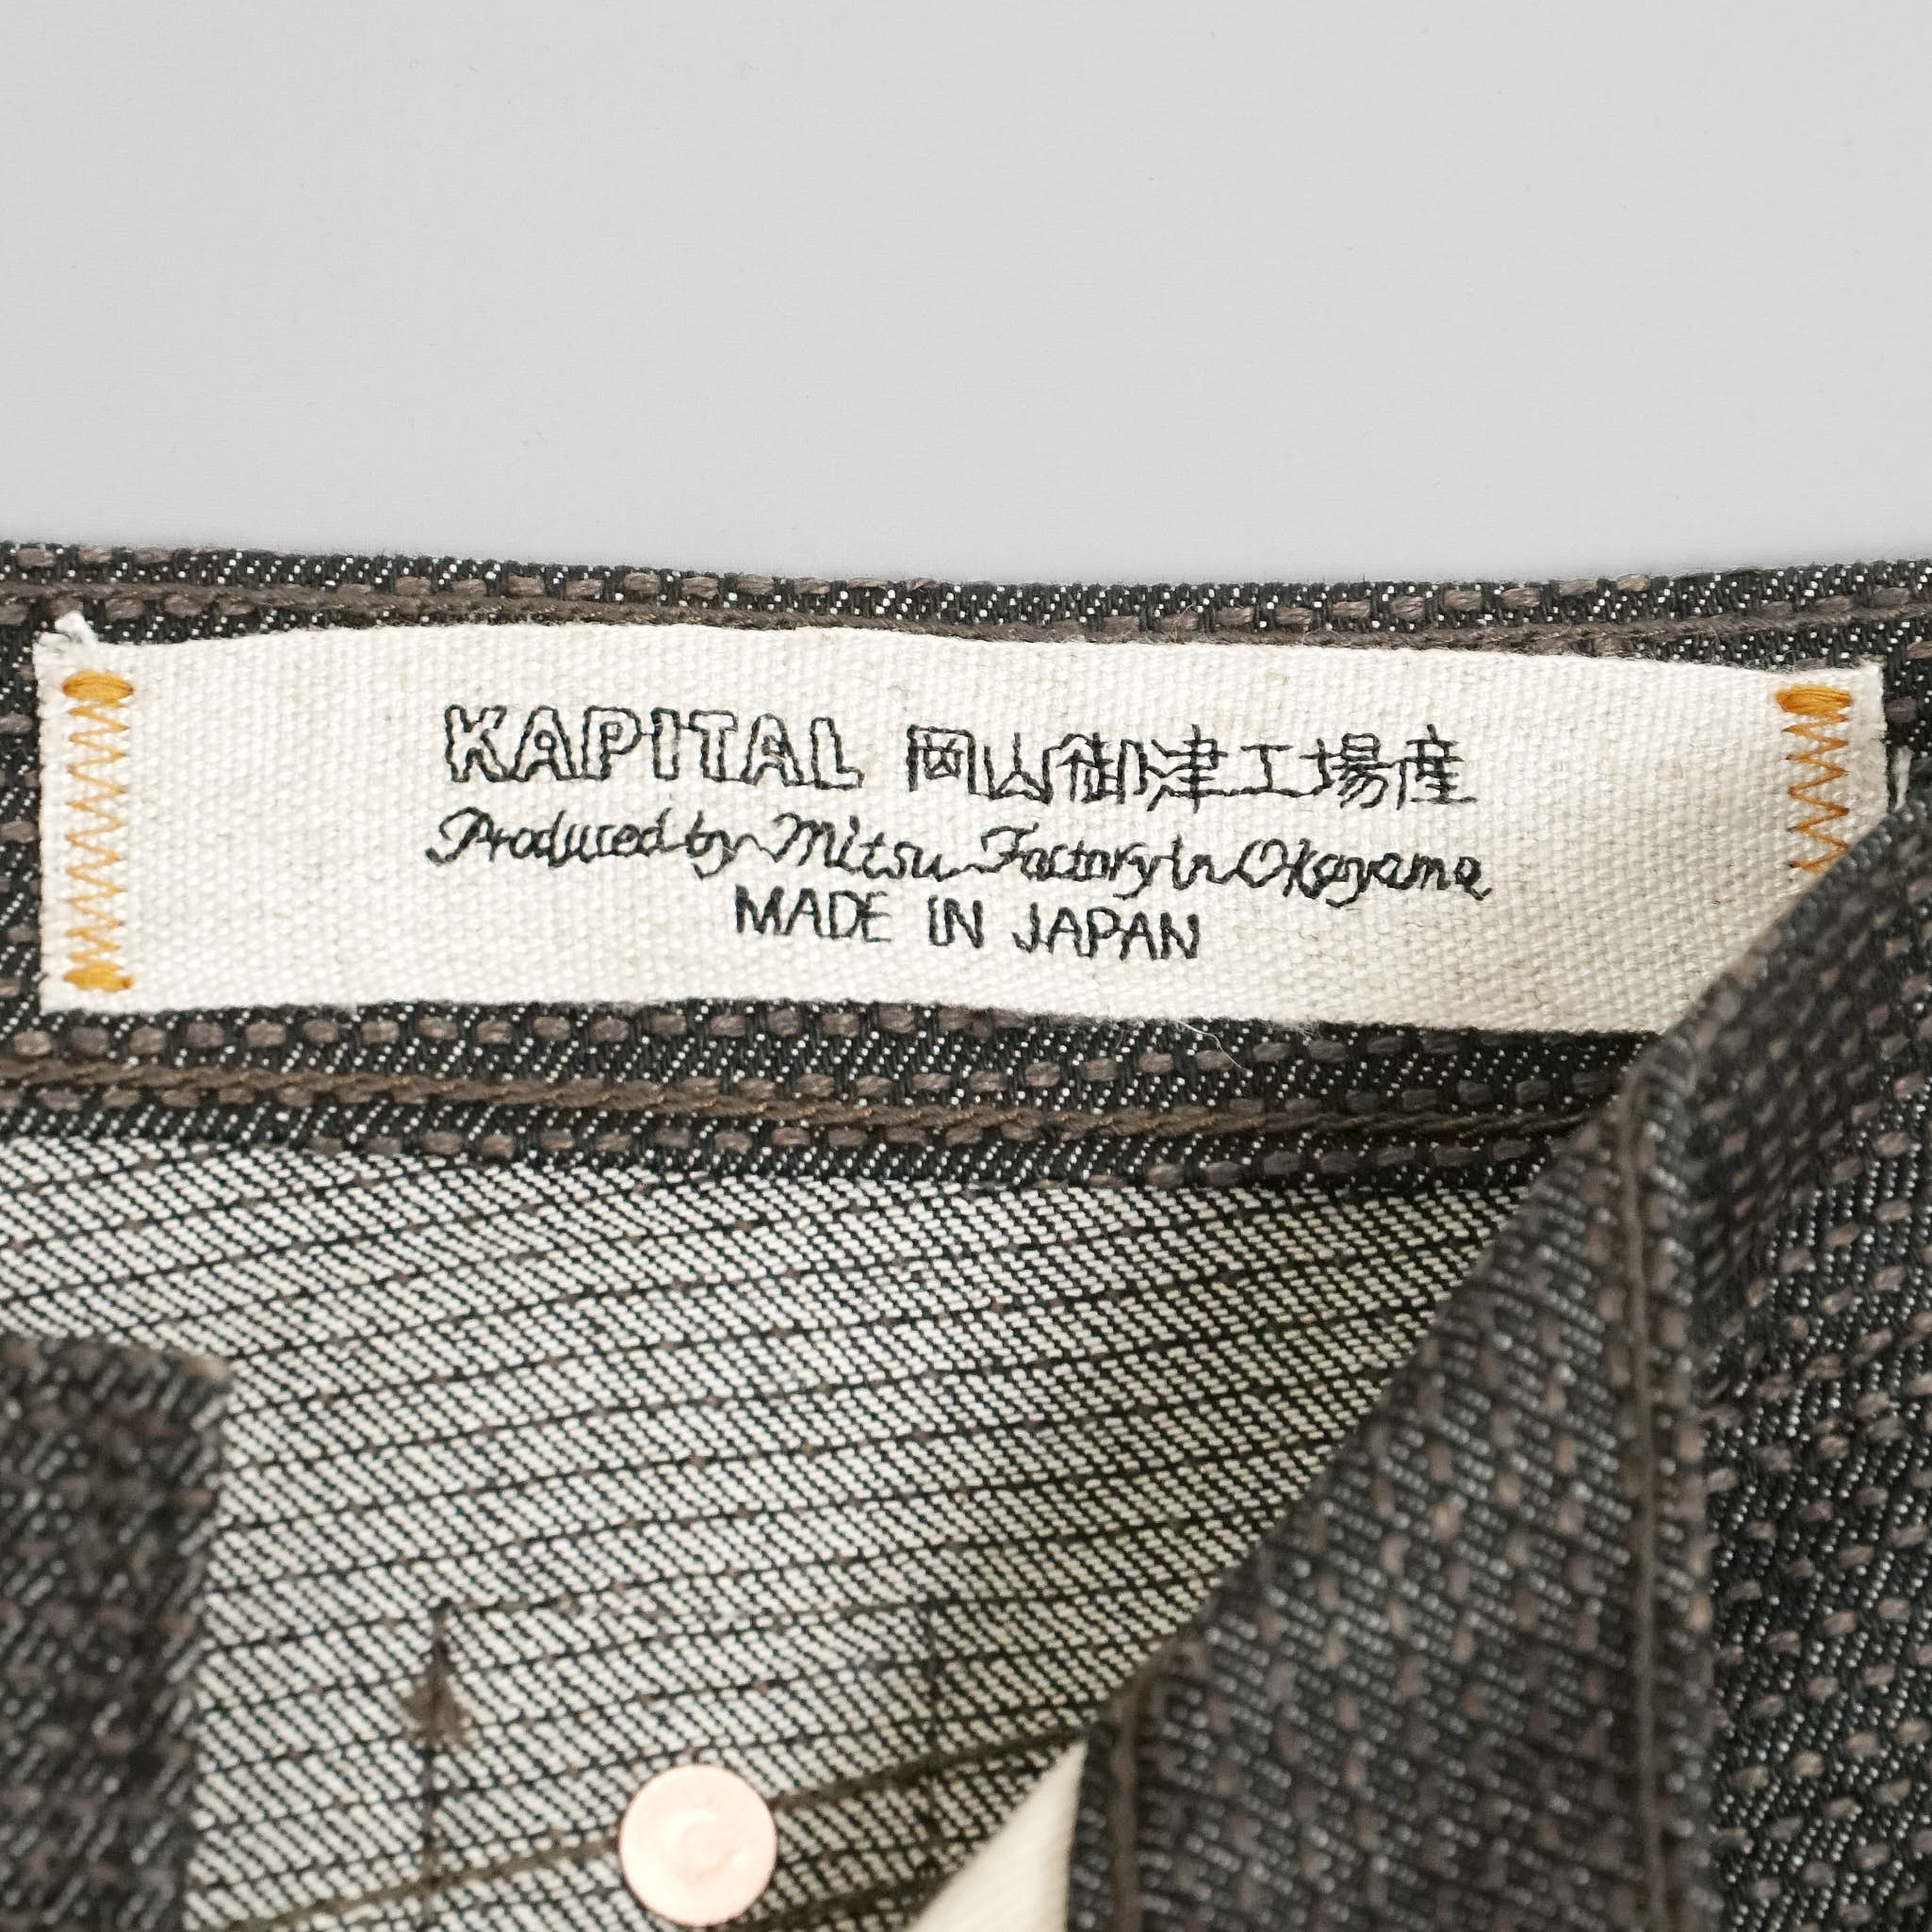 KAPITAL 岡山御津工場産
Produced by Mitsu Factory in Okayama
MADE IN JAPAN